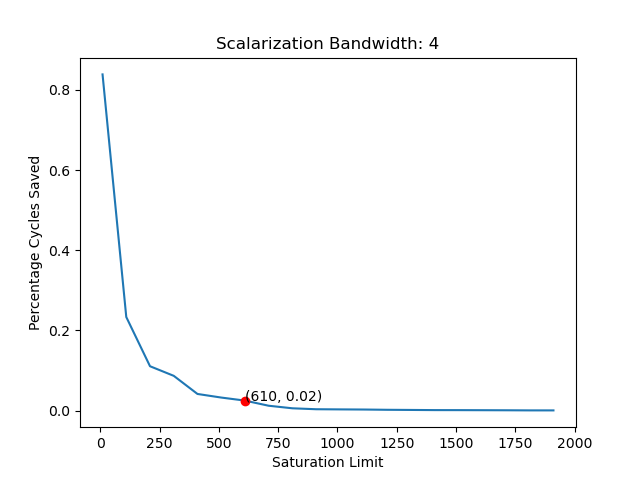 Scalarization Bandwidth: 4
Percentage Cycles Saved
0.8
0.6
0.4
0.2
0.0
(610, 0.02)
0 250 500 750 1000 1250 1500 1750 2000
Saturation Limit